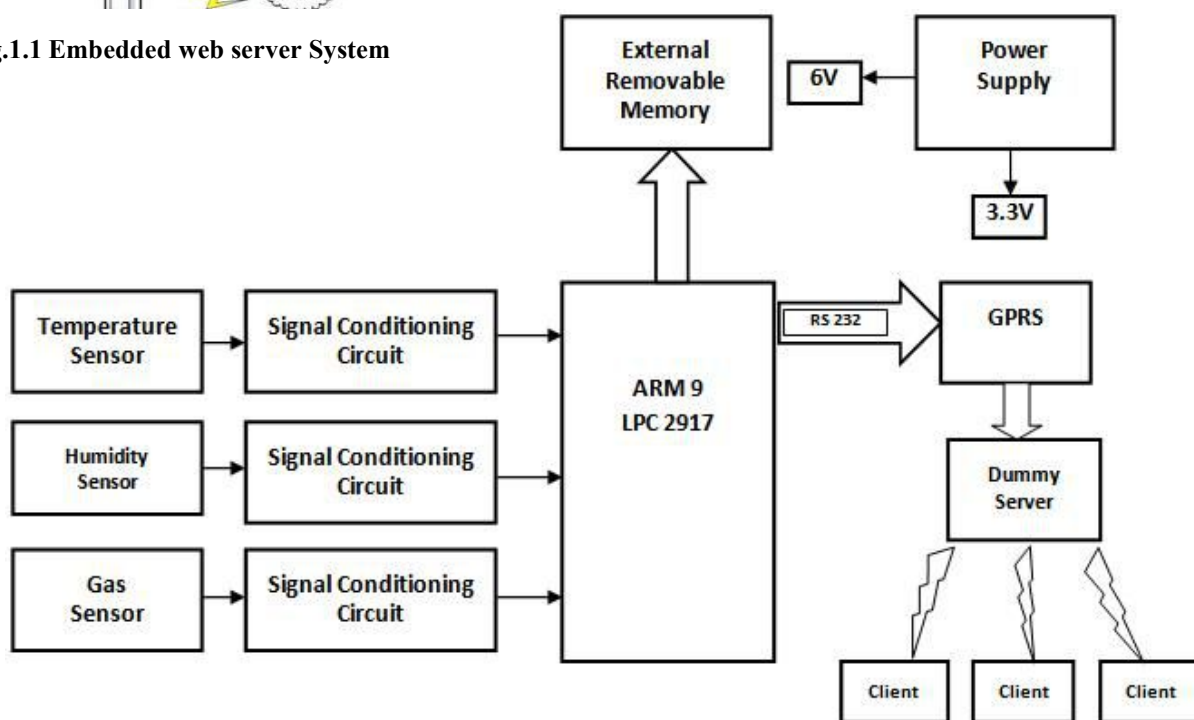 g.1.1 Embedded web server System
External
Removable
Memory
6V
Power
Supply
3.3V
Temperature
Sensor
Signal Conditioning
Circuit
Humidity
Sensor
Signal Conditioning
Circuit
Gas
Sensor
Signal Conditioning
Circuit
ARM 9
LPC 2917
RS 232
GPRS
Dummy
Server
Client
Client
Client